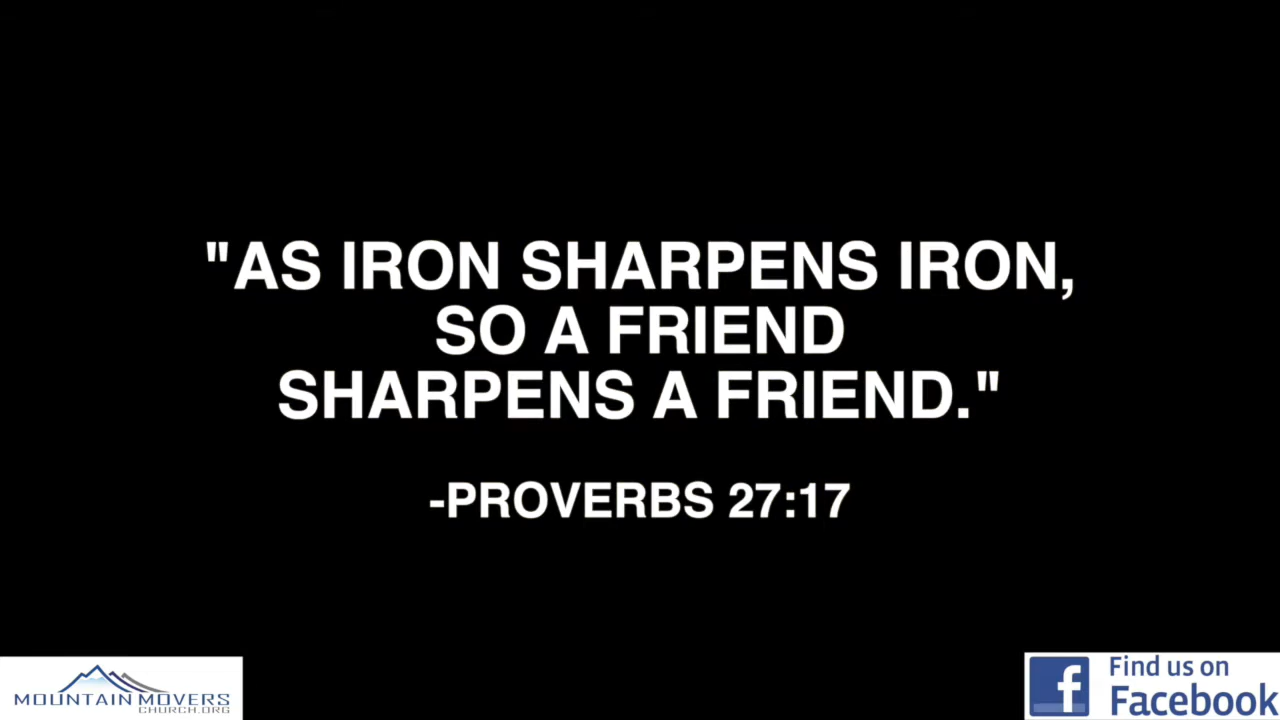 "AS IRON SHARPENS IRON,
SO A FRIEND
SHARPENS A FRIEND."
-PROVERBS 27:17
MOUNTAIN MOVERS
CHURCH.ORG
f
Find us on
Facebook